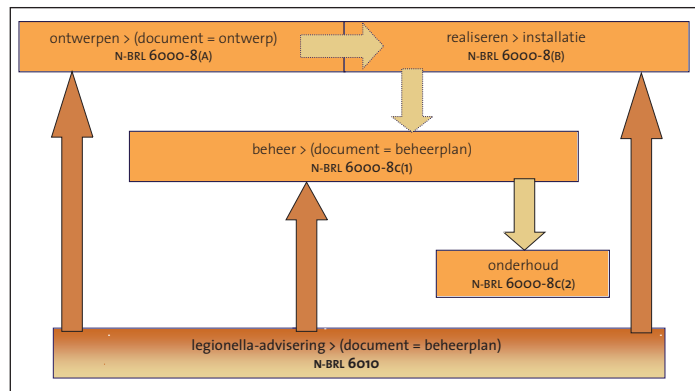 ontwerpen > (document = ontwerp)
N-BRL 6000-8(A)
realiseren > installatie
N-BRL 6000-8(B)
beheer > (document = beheerplan)
N-BRL 6000-8C(1)
onderhoud
N-BRL 6000-8C(2)
legionella-advisering > (document = beheerplan)
N-BRL 6010